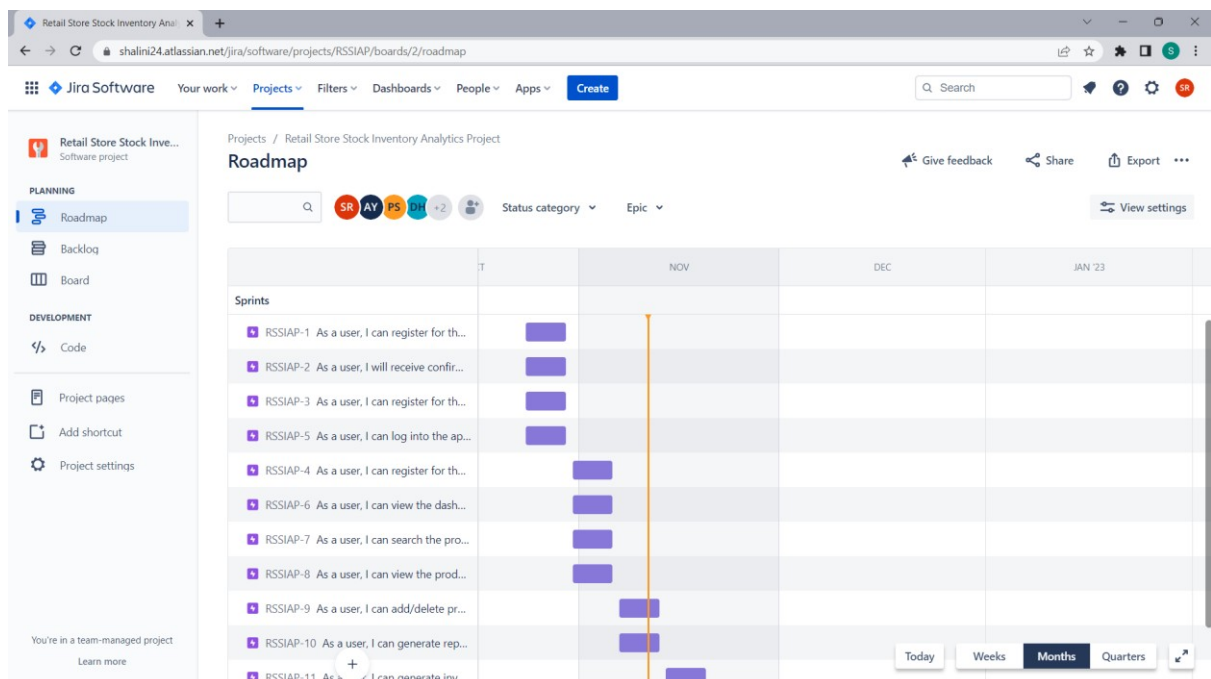 Retail Store Stock Inventory Anal
shalini24.atlassian.net/jira/software/projects/RSSIAP/boards/2/roadmap
S
Jira Software Your work Projects Filters Dashboards People Apps Create Search SR
Retail Store Stock Inve...
Software project
PLANNING
Roadmap
Backlog
Board
DEVELOPMENT
Code
Project pages
Add shortcut
Project settings
You're in a team-managed project
Learn more
Projects / Retail Store Stock Inventory Analytics Project
Roadmap
Give feedback Share Export
SR AY PS DH +2 Status category Epic View settings
NOV DEC JAN '23
Sprints
RSSIAP-1 As a user, I can register for th...
RSSIAP-2 As a user, I will receive confir...
RSSIAP-3 As a user, I can register for th...
RSSIAP-5 As a user, I can log into the ap...
RSSIAP-4 As a user, I can register for th...
RSSIAP-6 As a user, I can view the dash...
RSSIAP-7 As a user, I can search the pro...
RSSIAP-8 As a user, I can view the prod...
RSSIAP-9 As a user, I can add/delete pr...
RSSIAP-10 As a user, I can generate rep...
RSSIAP-11 As I can generate inv...
Today Weeks Months Quarters